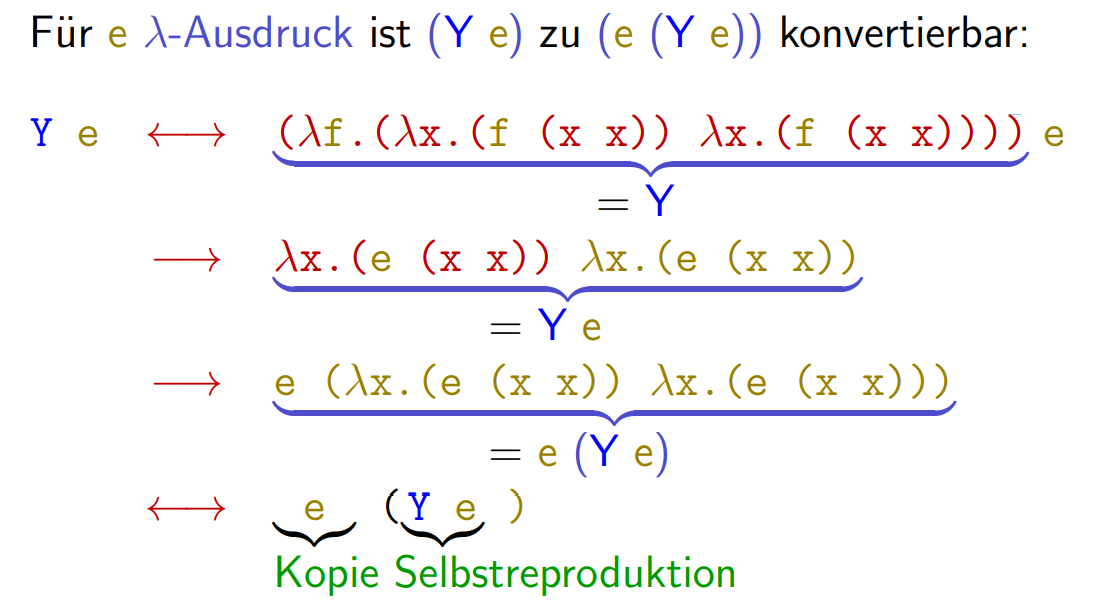 Für e λ-Ausdruck ist (Y e) zu (e (Y e)) konvertierbar:
Y e ⟷ (λf.(λx.(f (x x)) λx.(f (x x)))) e
= Y
⟶ λx.(e (x x)) λx.(e (x x))
= Y e
⟶ e (λx.(e (x x)) λx.(e (x x)))
= e (Y e)
⟷ e (Y e )
Kopie Selbstreproduktion